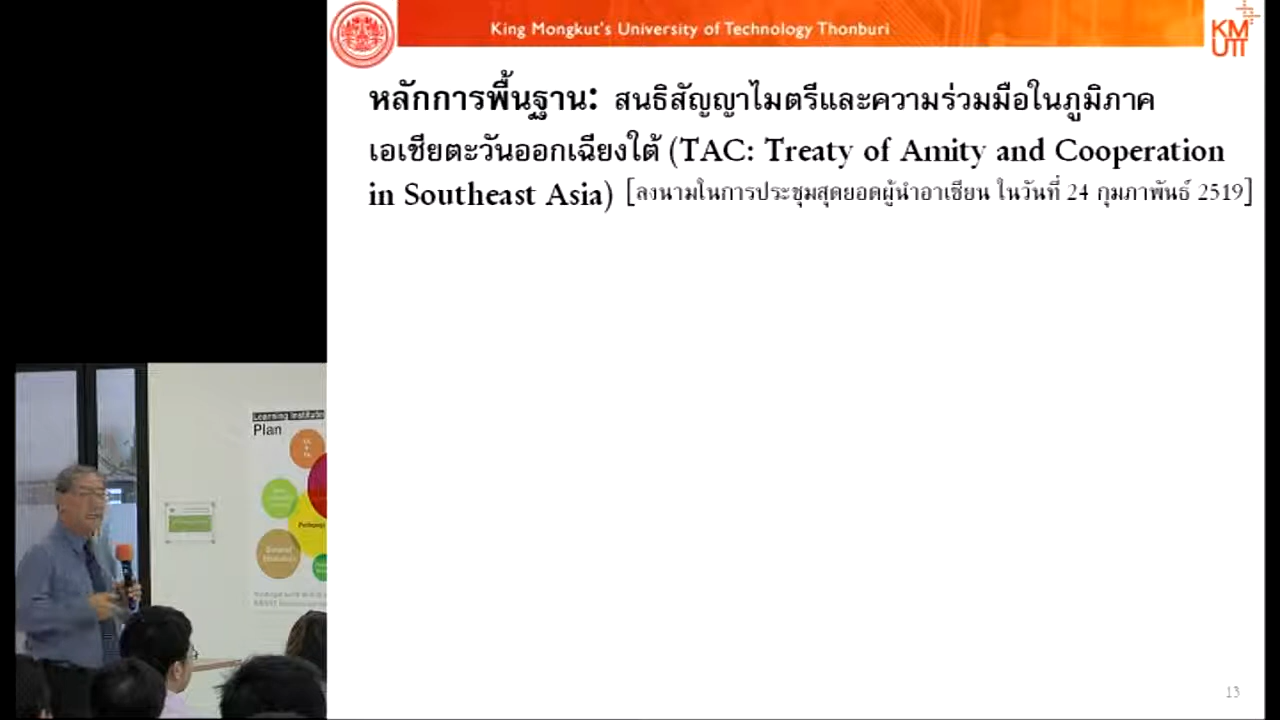 King Mongkut's University of Technology Thonburi
KM
UTT
หลักการพื้นฐาน: สนธิสัญญาไมตรีและความร่วมมือในภูมิภาค
เอเชียตะวันออกเฉียงใต้ (TAC: Treaty of Amity and Cooperation
in Southeast Asia) [ลงนามในการประชุมสุดยอดผู้นำอาเซียน ในวันที่ 24 กุมภาพันธ์ 2519]
Learning Institute
Plan
13